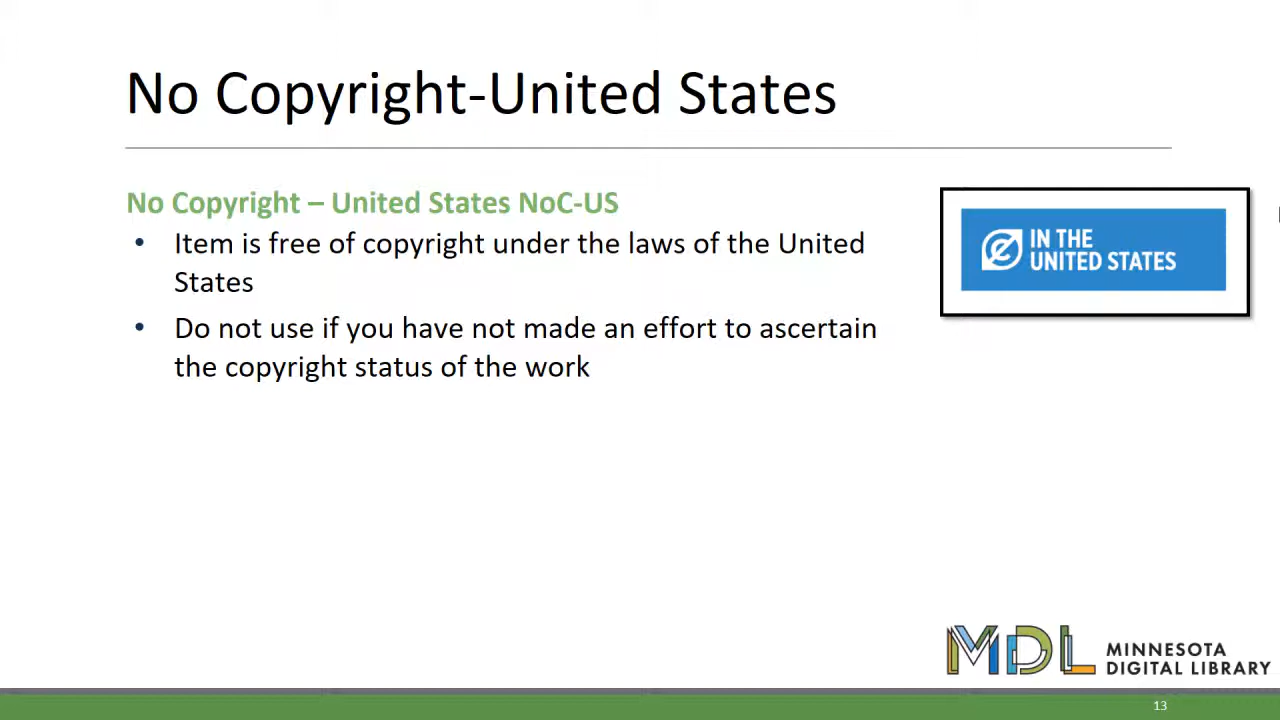 No Copyright-United States
No Copyright – United States NoC-US
• Item is free of copyright under the laws of the United
States
• Do not use if you have not made an effort to ascertain
the copyright status of the work
IN THE
UNITED STATES
MDL
MINNESOTA
DIGITAL LIBRARY
13